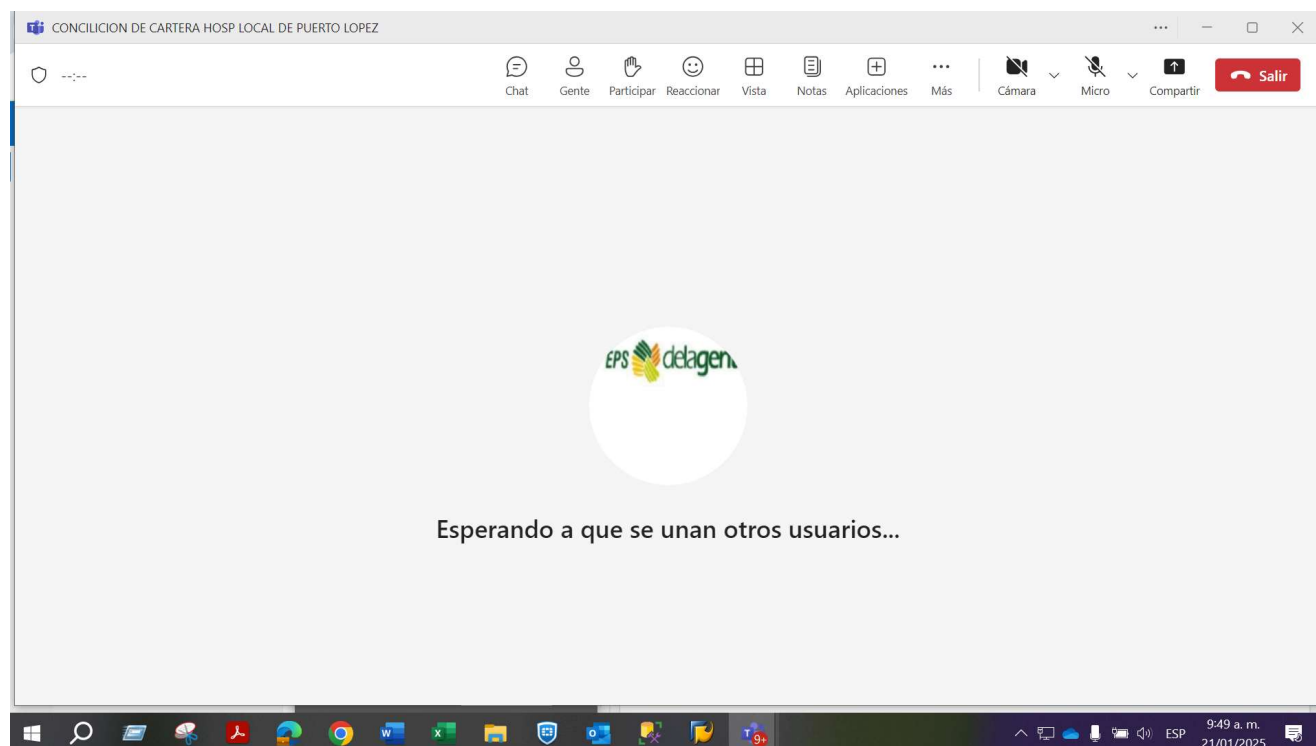 CONCILICION DE CARTERA HOSP LOCAL DE PUERTO LOPEZ
--:--
Chat Gente Participar Reaccionar Vista Notas Aplicaciones Más Cámara Micro Compartir Salir
EPS delagen
Esperando a que se unan otros usuarios...
9+
ESP
9:49 a. m.
21/01/2025